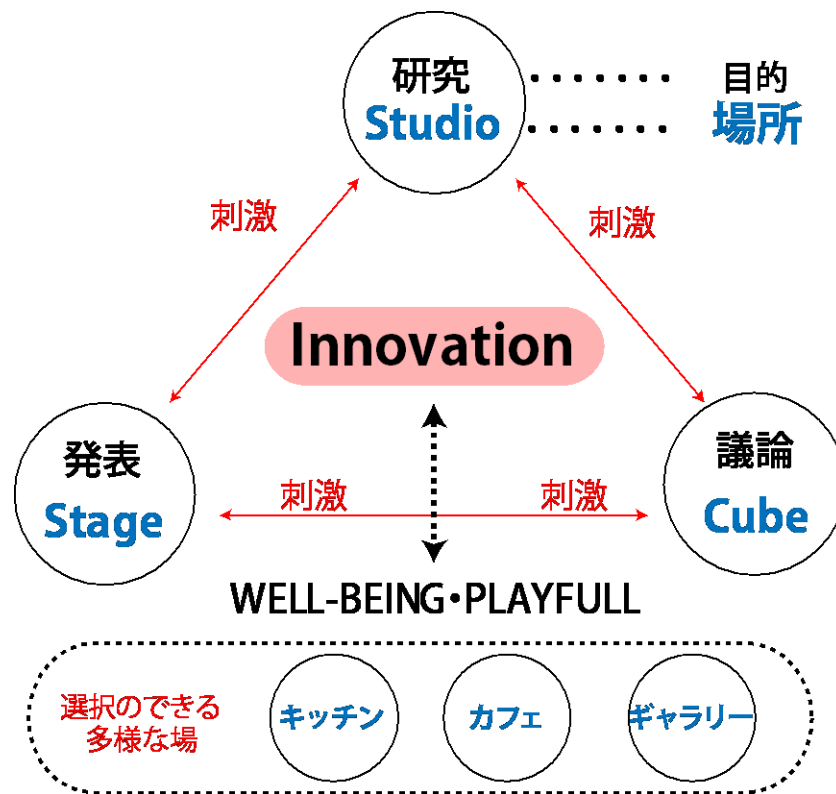 研究
Studio
目的
場所
刺激
刺激
Innovation
発表
Stage
刺激
刺激
議論
Cube
WELL-BEING・PLAYFULL
選択のできる
多様な場
キッチン
カフェ
ギャラリー